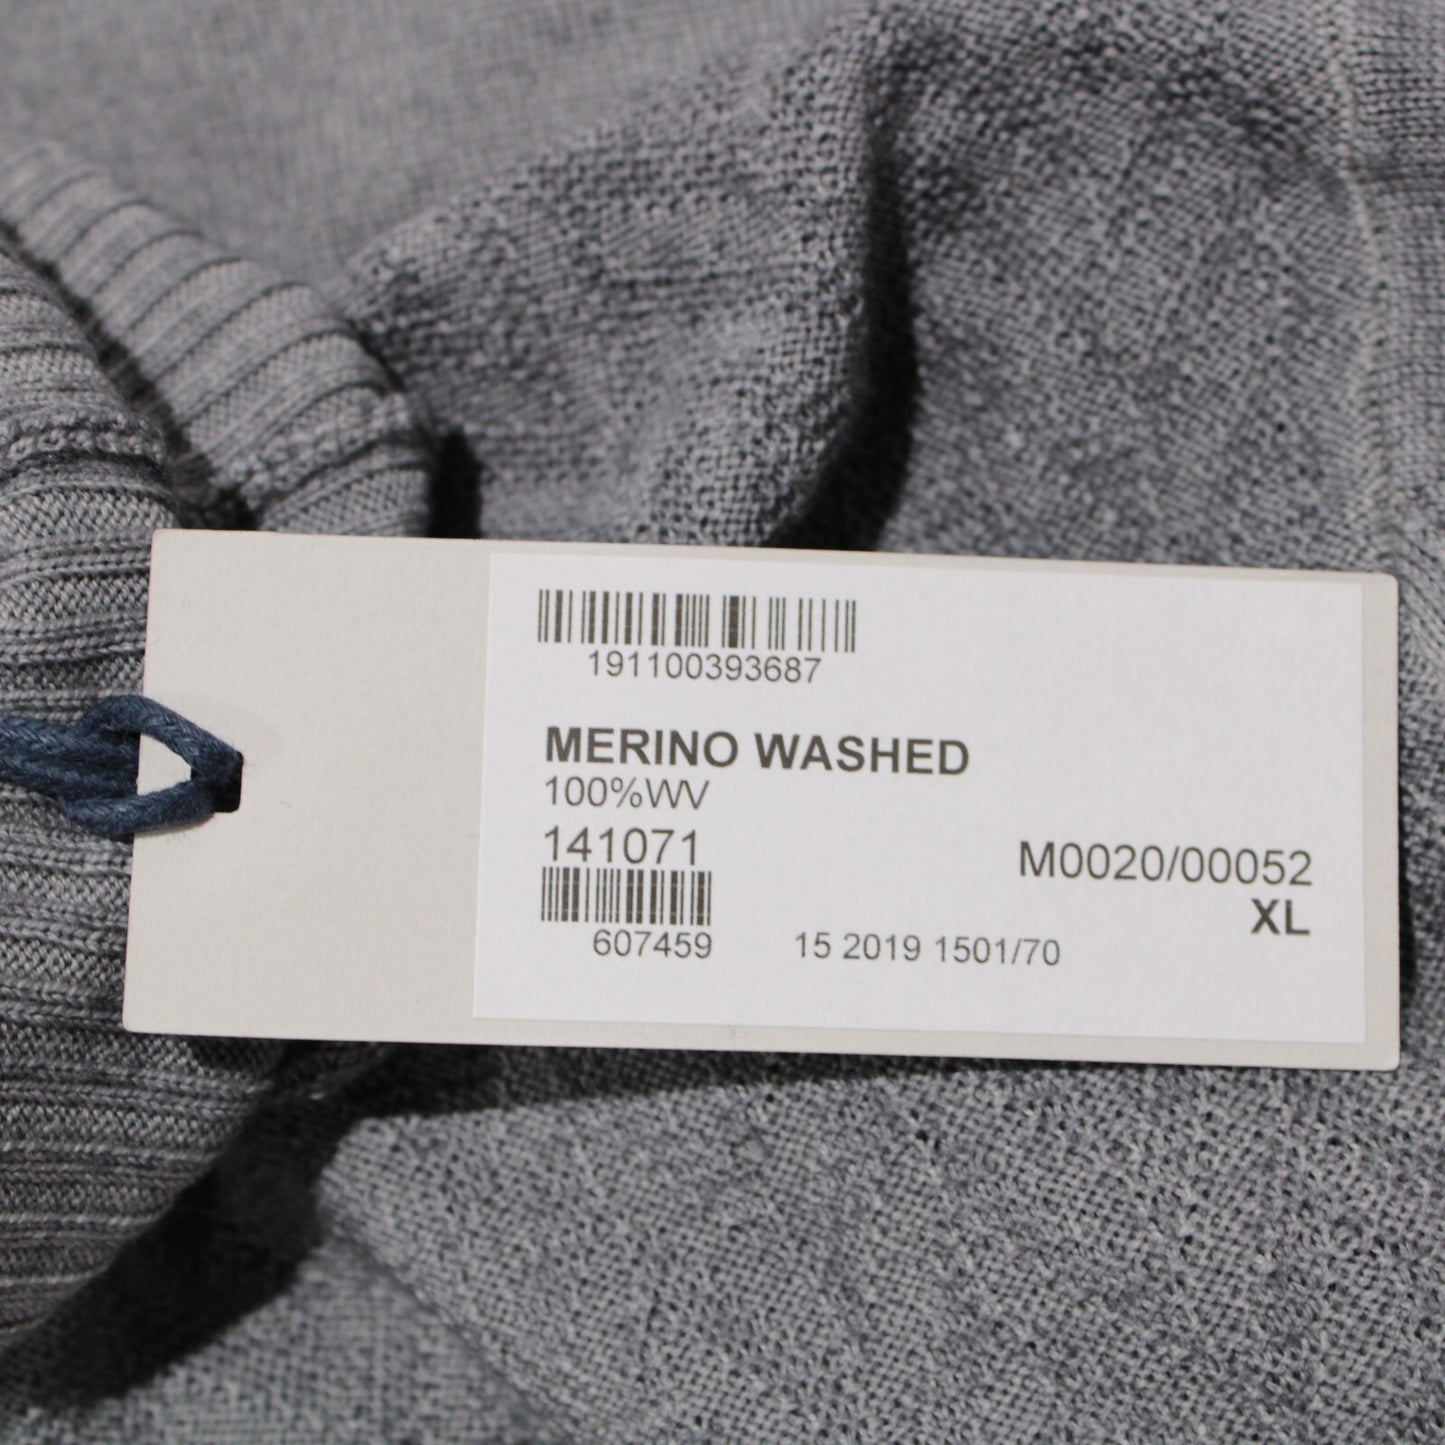 191100393687
MERINO WASHED
100%WV
141071
M0020/00052
XL
607459
15 2019 1501/70